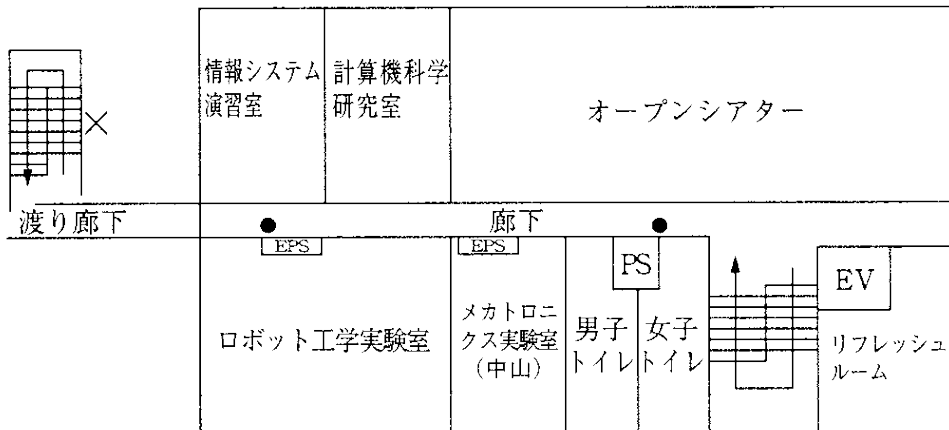 情報システム
演習室
計算機科学
研究室
オープンシアター
渡り廊下
廊下
EPS
EPS
PS
EV
ロボット工学実験室
メカトロニ
クス実験室
(中山)
男子
トイレ
女子
トイレ
リフレッシュ
ルーム